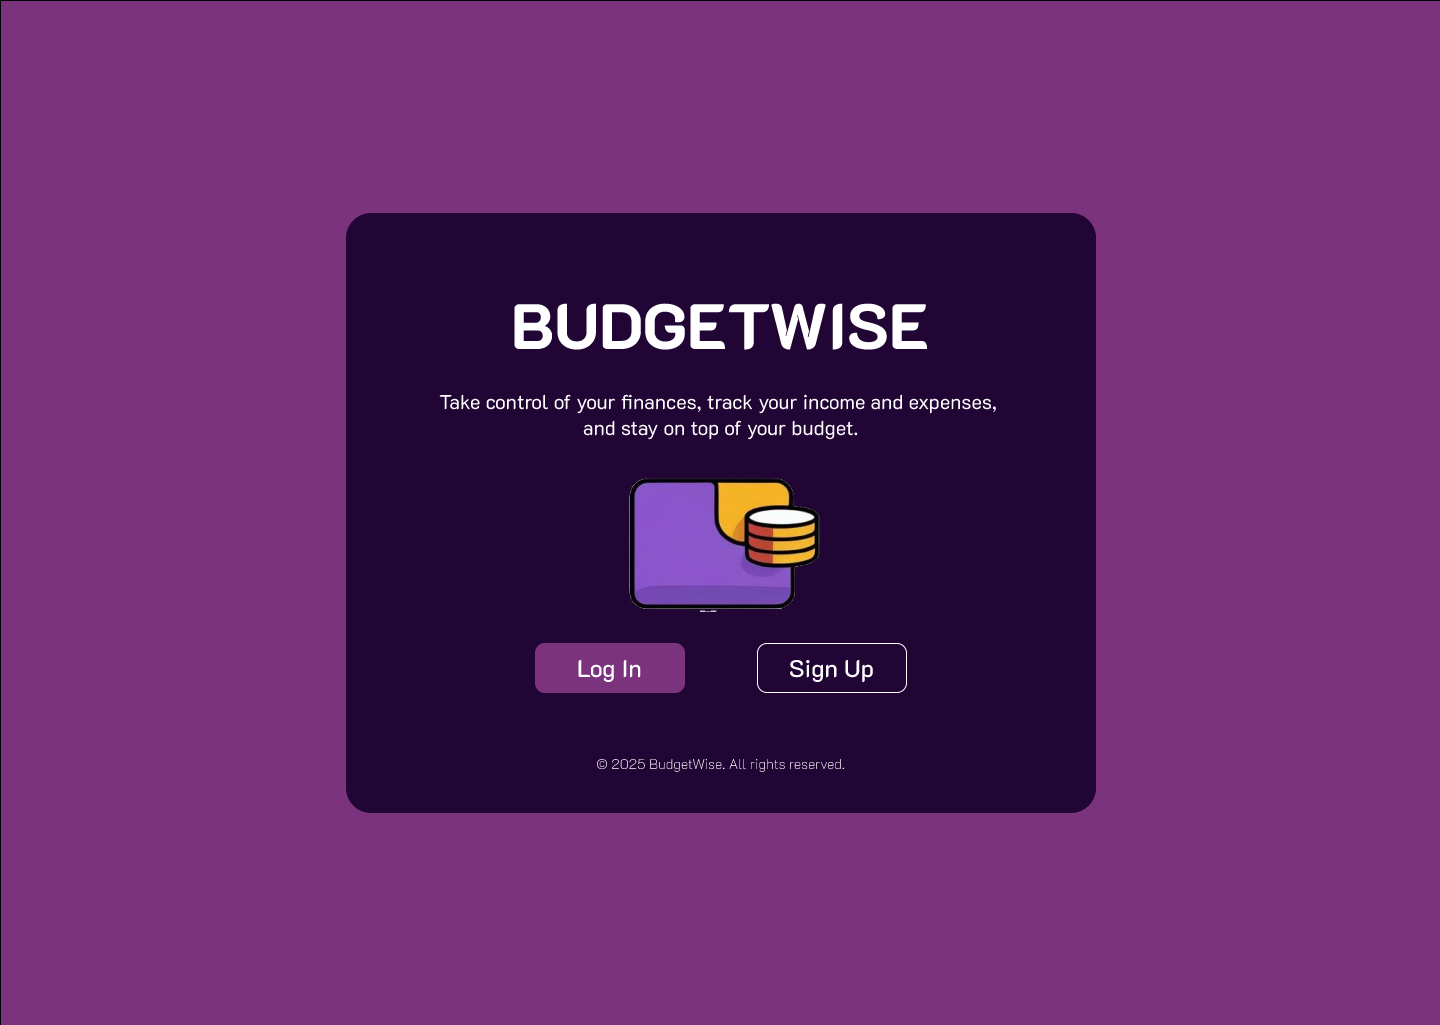 BUDGETWISE
Take control of your finances, track your income and expenses,
and stay on top of your budget.
Log In
Sign Up
© 2025 BudgetWise. All rights reserved.